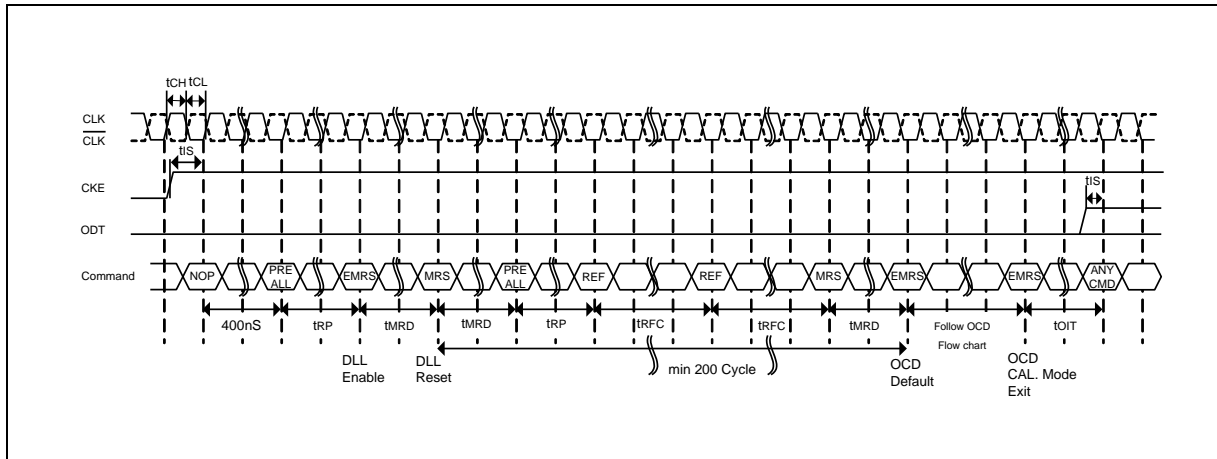 tCH tCL
CLK
CLK
tIS
CKE
tIS
ODT
Command
NOP
PRE
ALL
EMRS
MRS
PRE
ALL
REF
REF
MRS
EMRS
EMRS
ANY
CMD
400nS
tRP
tMRD
tMRD
tRP
tRFC
tRFC
tMRD
Follow OCD
Flow chart
tOIT
DLL
Enable
DLL
Reset
min 200 Cycle
OCD
Default
OCD
CAL. Mode
Exit